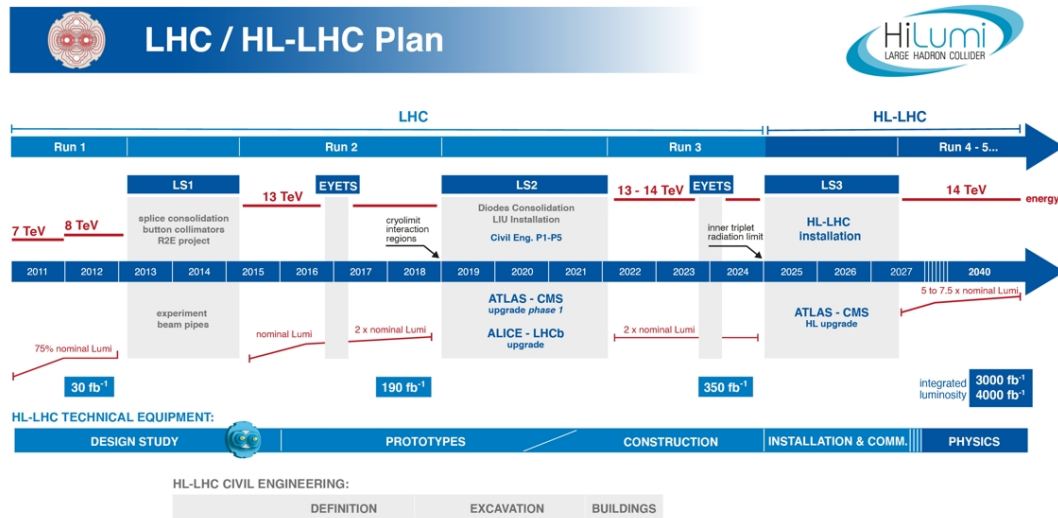 LHC / HL-LHC Plan
HiLumi
LARGE HADRON COLLIDER
LHC
HL-LHC
Run 1
Run 2
Run 3
Run 4 - 5...
LS1
EYETS
LS2
EYETS
LS3
13 TeV
13 - 14 TeV
14 TeV
energy
7 TeV
8 TeV
splice consolidation
button collimators
R2E project
cryolimit
interaction
regions
Diodes Consolidation
LIU Installation
Civil Eng. P1-P5
inner triplet
radiation limit
HL-LHC
installation
2011
2012
2013
2014
2015
2016
2017
2018
2019
2020
2021
2022
2023
2024
2025
2026
2027
2040
5 to 7.5 x nominal Lumi
experiment
beam pipes
ATLAS - CMS
upgrade phase 1
ALICE - LHCb
upgrade
ATLAS - CMS
HL upgrade
75% nominal Lumi
nominal Lumi
2 x nominal Lumi
2 x nominal Lumi
30 fb⁻¹
190 fb⁻¹
350 fb⁻¹
integrated
luminosity
3000 fb⁻¹
4000 fb⁻¹
HL-LHC TECHNICAL EQUIPMENT:
DESIGN STUDY
PROTOTYPES
CONSTRUCTION
INSTALLATION & COMM.
PHYSICS
HL-LHC CIVIL ENGINEERING:
DEFINITION
EXCAVATION
BUILDINGS